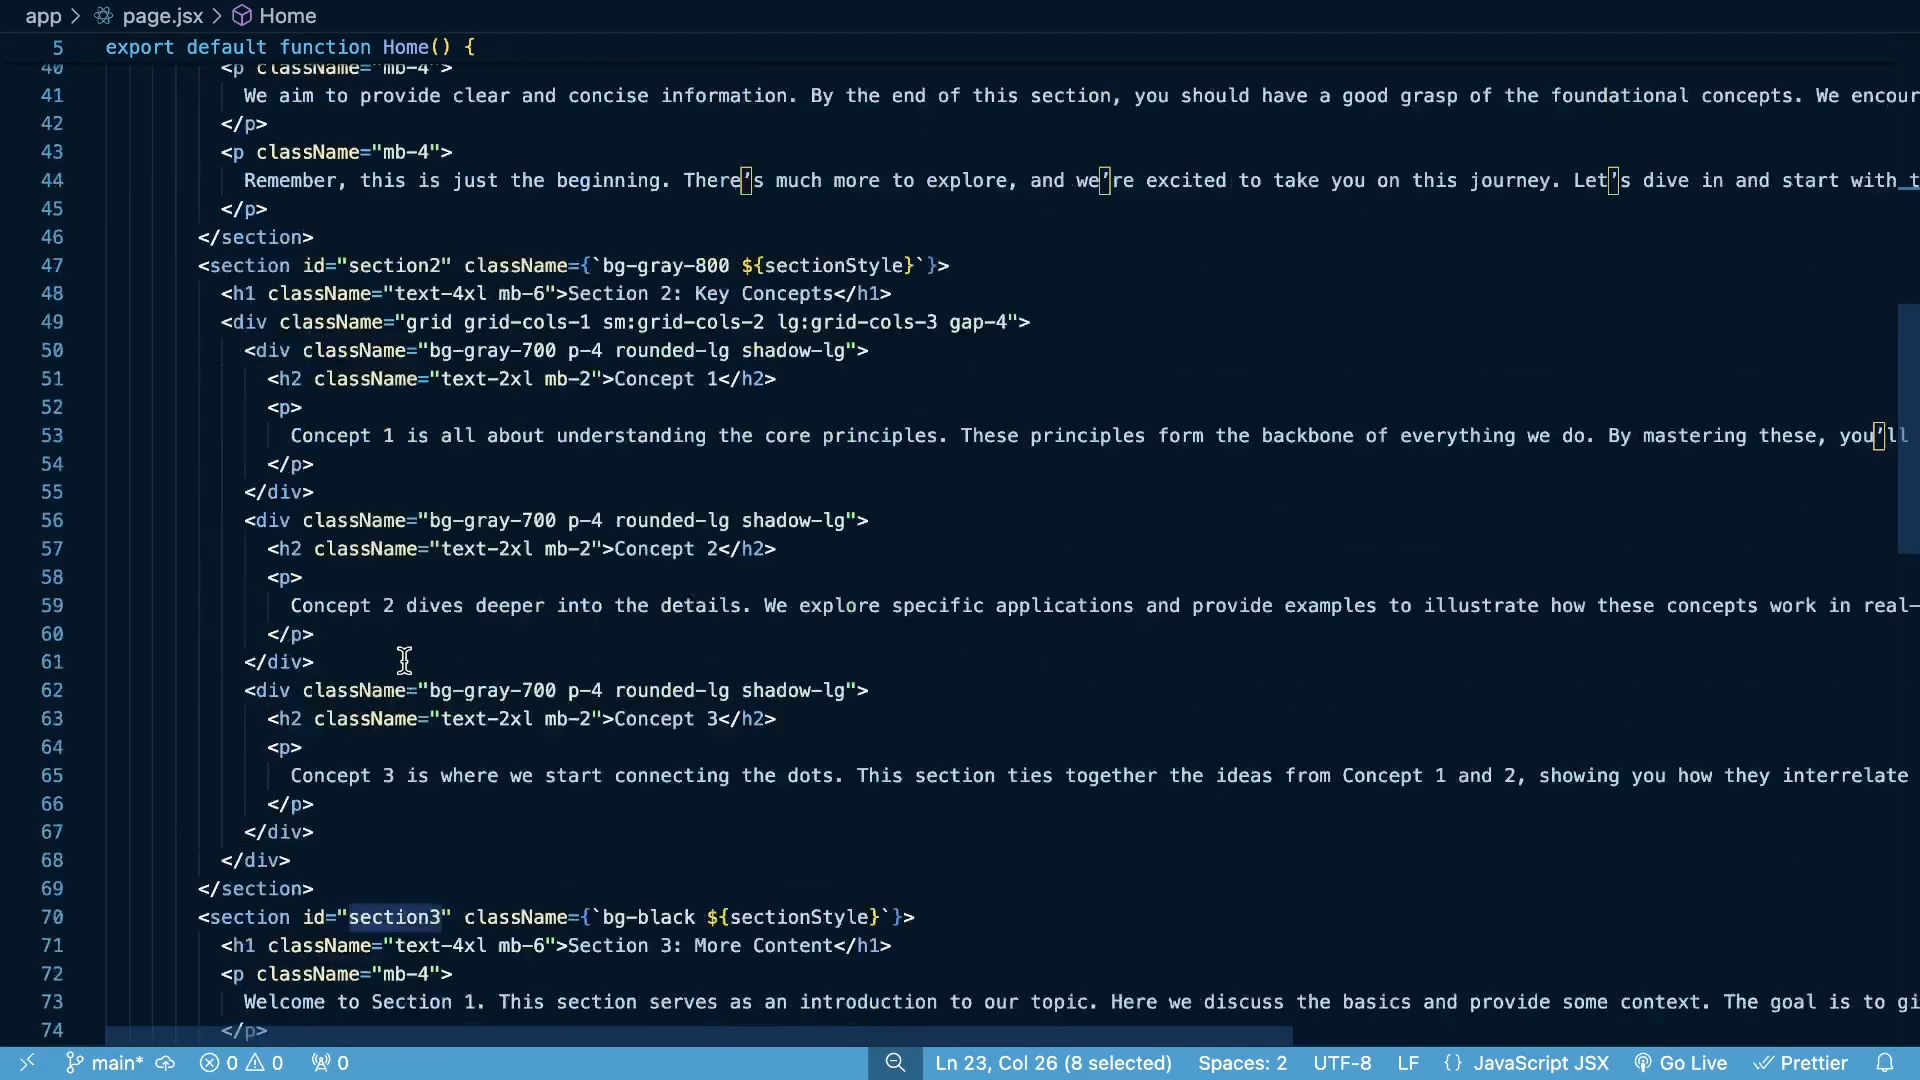 app > page.jsx > Home
5 export default function Home() {
40 <p className="mb-4">
41 We aim to provide clear and concise information. By the end of this section, you should have a good grasp of the foundational concepts. We encour
42 </p>
43 <p className="mb-4">
44 Remember, this is just the beginning. There’s much more to explore, and we’re excited to take you on this journey. Let’s dive in and start with t
45 </p>
46 </section>
47 <section id="section2" className={`bg-gray-800 ${sectionStyle}`}>
48 <h1 className="text-4xl mb-6">Section 2: Key Concepts</h1>
49 <div className="grid grid-cols-1 sm:grid-cols-2 lg:grid-cols-3 gap-4">
50 <div className="bg-gray-700 p-4 rounded-lg shadow-lg">
51 <h2 className="text-2xl mb-2">Concept 1</h2>
52 <p>
53 Concept 1 is all about understanding the core principles. These principles form the backbone of everything we do. By mastering these, you’ll
54 </p>
55 </div>
56 <div className="bg-gray-700 p-4 rounded-lg shadow-lg">
57 <h2 className="text-2xl mb-2">Concept 2</h2>
58 <p>
59 Concept 2 dives deeper into the details. We explore specific applications and provide examples to illustrate how these concepts work in real-
60 </p>
61 </div>
62 <div className="bg-gray-700 p-4 rounded-lg shadow-lg">
63 <h2 className="text-2xl mb-2">Concept 3</h2>
64 <p>
65 Concept 3 is where we start connecting the dots. This section ties together the ideas from Concept 1 and 2, showing you how they interrelate
66 </p>
67 </div>
68 </div>
69 </section>
70 <section id="section3" className={`bg-black ${sectionStyle}`}>
71 <h1 className="text-4xl mb-6">Section 3: More Content</h1>
72 <p className="mb-4">
73 Welcome to Section 1. This section serves as an introduction to our topic. Here we discuss the basics and provide some context. The goal is to gi
74 </p>
main* 0 0 0 Ln 23, Col 26 (8 selected) Spaces: 2 UTF-8 LF {} JavaScript JSX Go Live Prettier